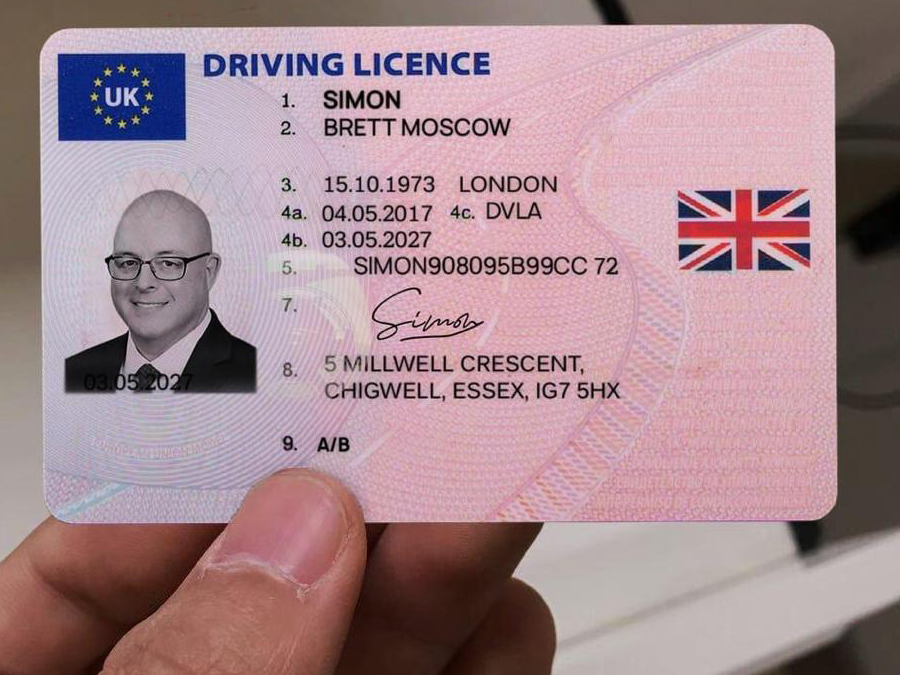 UK
DRIVING LICENCE
1. SIMON
2. BRETT MOSCOW
3. 15.10.1973 LONDON
4a. 04.05.2017 4c. DVLA
4b. 03.05.2027
5. SIMON908095B99CC 72
7. Simon
8. 5 MILLWELL CRESCENT,
CHIGWELL, ESSEX, IG7 5HX
9. A/B
03.05.2027